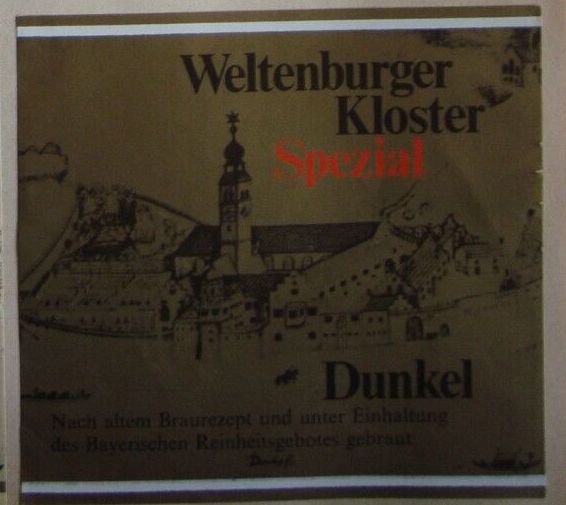 Weltenburger
Kloster
Spezial
Dunkel
Nach altem Braurezept und unter Einhaltung
des Bayerischen Reinheitsgebotes gebraut